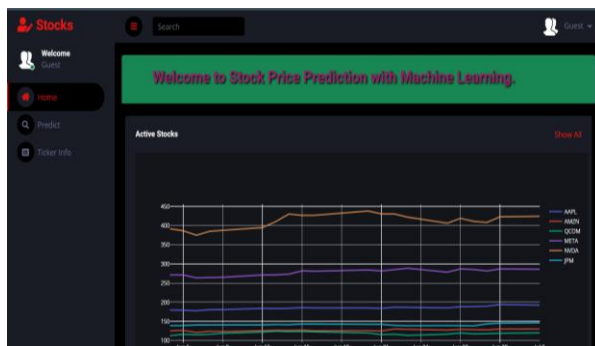 Stocks
Search
Guest
Welcome
Guest
Welcome to Stock Price Prediction with Machine Learning.
Home
Predict
Ticker Info
Active Stocks
Show All
450
400
350
300
250
200
150
100
AAPL
AMZN
QCOM
META
NVDA
JPM